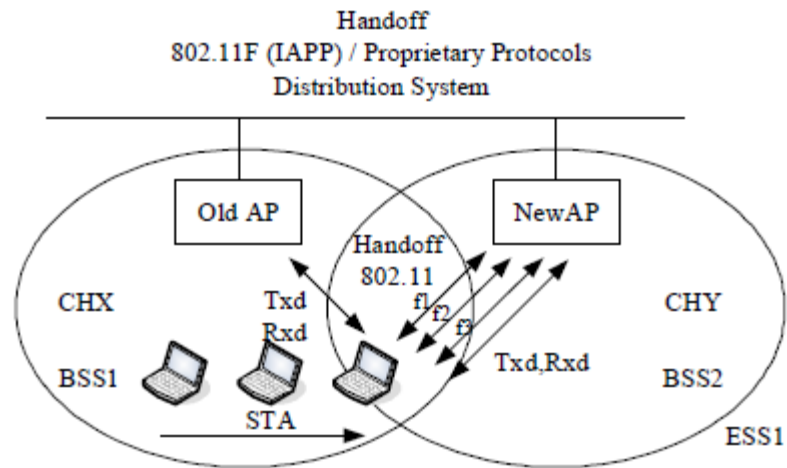 Handoff
802.11F (IAPP) / Proprietary Protocols
Distribution System
Old AP
NewAP
Handoff
802.11
f1
f2
f3
CHX
Txd
Rxd
CHY
Txd,Rxd
BSS1
BSS2
STA
ESS1